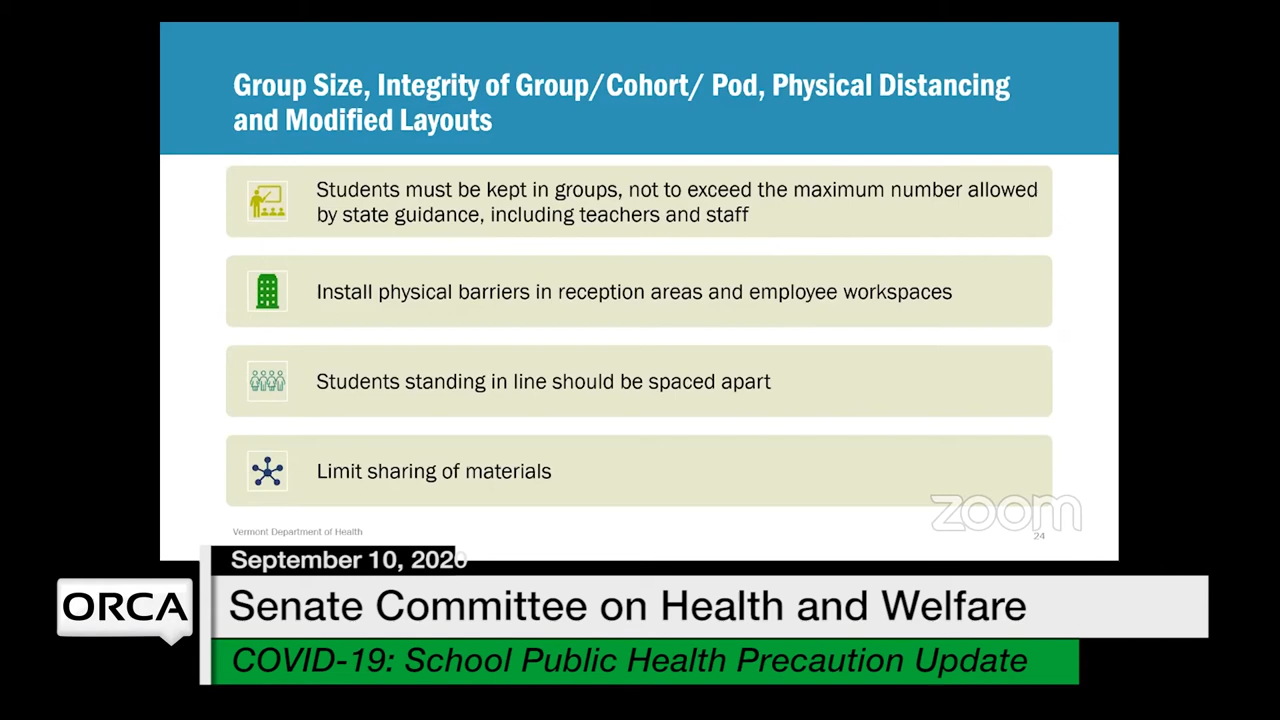 Group Size, Integrity of Group/Cohort/ Pod, Physical Distancing
and Modified Layouts
Students must be kept in groups, not to exceed the maximum number allowed
by state guidance, including teachers and staff
Install physical barriers in reception areas and employee workspaces
Students standing in line should be spaced apart
Limit sharing of materials
zoom
Vermont Department of Health
24
September 10, 2020
ORCA
Senate Committee on Health and Welfare
COVID-19: School Public Health Precaution Update